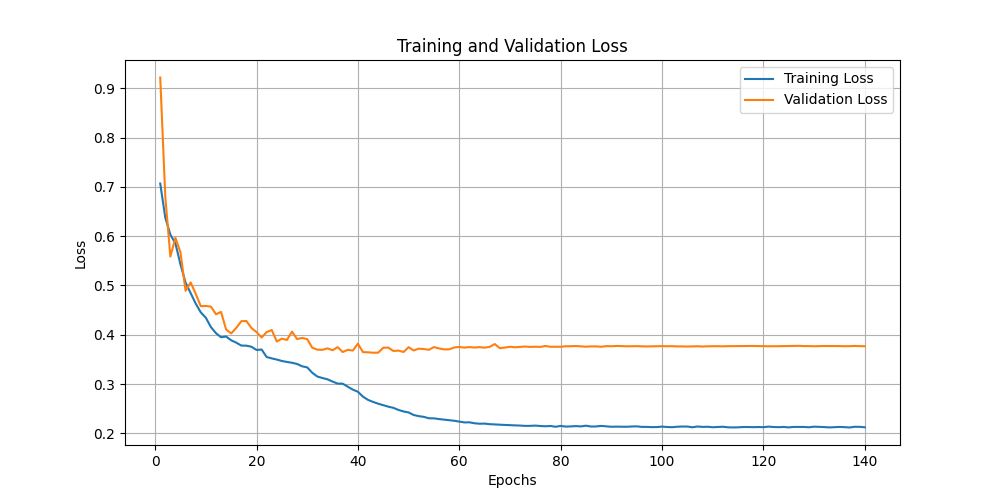 Training and Validation Loss
Training Loss
Validation Loss
Loss
0.9
0.8
0.7
0.6
0.5
0.4
0.3
0.2
0 20 40 60 80 100 120 140
Epochs